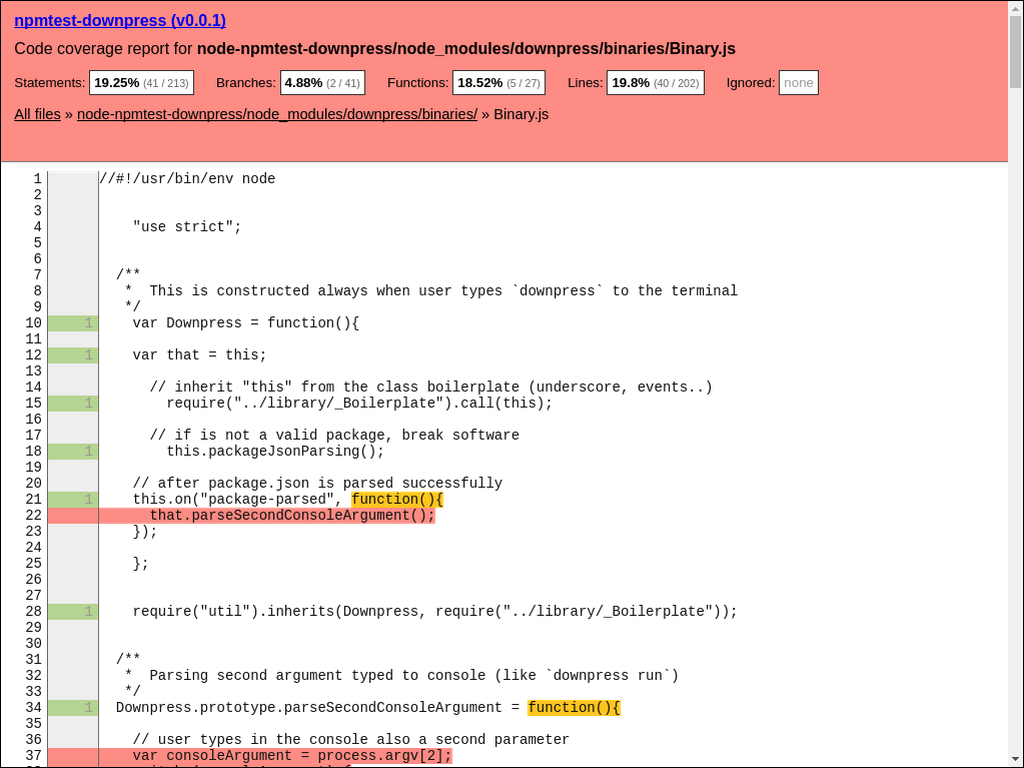 npmtest-downpress (v0.0.1)
Code coverage report for node-npmtest-downpress/node_modules/downpress/binaries/Binary.js
Statements: 19.25% (41 / 213) Branches: 4.88% (2 / 41) Functions: 18.52% (5 / 27) Lines: 19.8% (40 / 202) Ignored: none
All files » node-npmtest-downpress/node_modules/downpress/binaries/ » Binary.js
1 //#!/usr/bin/env node
2
3
4 "use strict";
5
6
7 /**
8 * This is constructed always when user types `downpress` to the terminal
9 */
10 1 var Downpress = function(){
11
12 1 var that = this;
13
14 // inherit "this" from the class boilerplate (underscore, events..)
15 1 require("../library/_Boilerplate").call(this);
16
17 // if is not a valid package, break software
18 1 this.packageJsonParsing();
19
20 // after package.json is parsed successfully
21 1 this.on("package-parsed", function(){
22 that.parseSecondConsoleArgument();
23 });
24
25 };
26
27
28 1 require("util").inherits(Downpress, require("../library/_Boilerplate"));
29
30
31 /**
32 * Parsing second argument typed to console (like `downpress run`)
33 */
34 1 Downpress.prototype.parseSecondConsoleArgument = function(){
35
36 // user types in the console also a second parameter
37 var consoleArgument = process.argv[2];